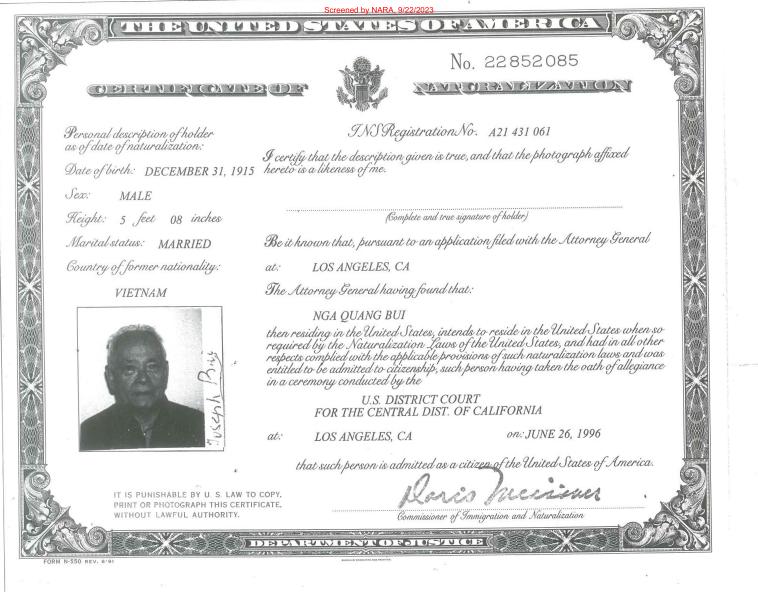 Screened by NARA, 9/22/2023
THE UNITED STATES OF AMERICA
No. 22852085
CERTIFICATE OF NATURALIZATION
Personal description of holder
as of date of naturalization:
Date of birth: DECEMBER 31, 1915
Sex: MALE
Height: 5 feet 08 inches
Marital status: MARRIED
Country of former nationality:
VIETNAM
Joseph Bui
IT IS PUNISHABLE BY U. S. LAW TO COPY,
PRINT OR PHOTOGRAPH THIS CERTIFICATE,
WITHOUT LAWFUL AUTHORITY.
INS Registration No. A21 431 061
I certify that the description given is true, and that the photograph affixed
hereto is a likeness of me.
(Complete and true signature of holder)
Be it known that, pursuant to an application filed with the Attorney General
at: LOS ANGELES, CA
The Attorney General having found that:
NGA QUANG BUI
then residing in the United States, intends to reside in the United States when so
required by the Naturalization Laws of the United States, and had in all other
respects complied with the applicable provisions of such naturalization laws and was
entitled to be admitted to citizenship, such person having taken the oath of allegiance
in a ceremony conducted by the
U.S. DISTRICT COURT
FOR THE CENTRAL DIST. OF CALIFORNIA
at: LOS ANGELES, CA on: JUNE 26, 1996
that such person is admitted as a citizen of the United States of America.
Doris Meissner
Commissioner of Immigration and Naturalization
DEPARTMENT OF JUSTICE
FORM N-550 REV. 6-91